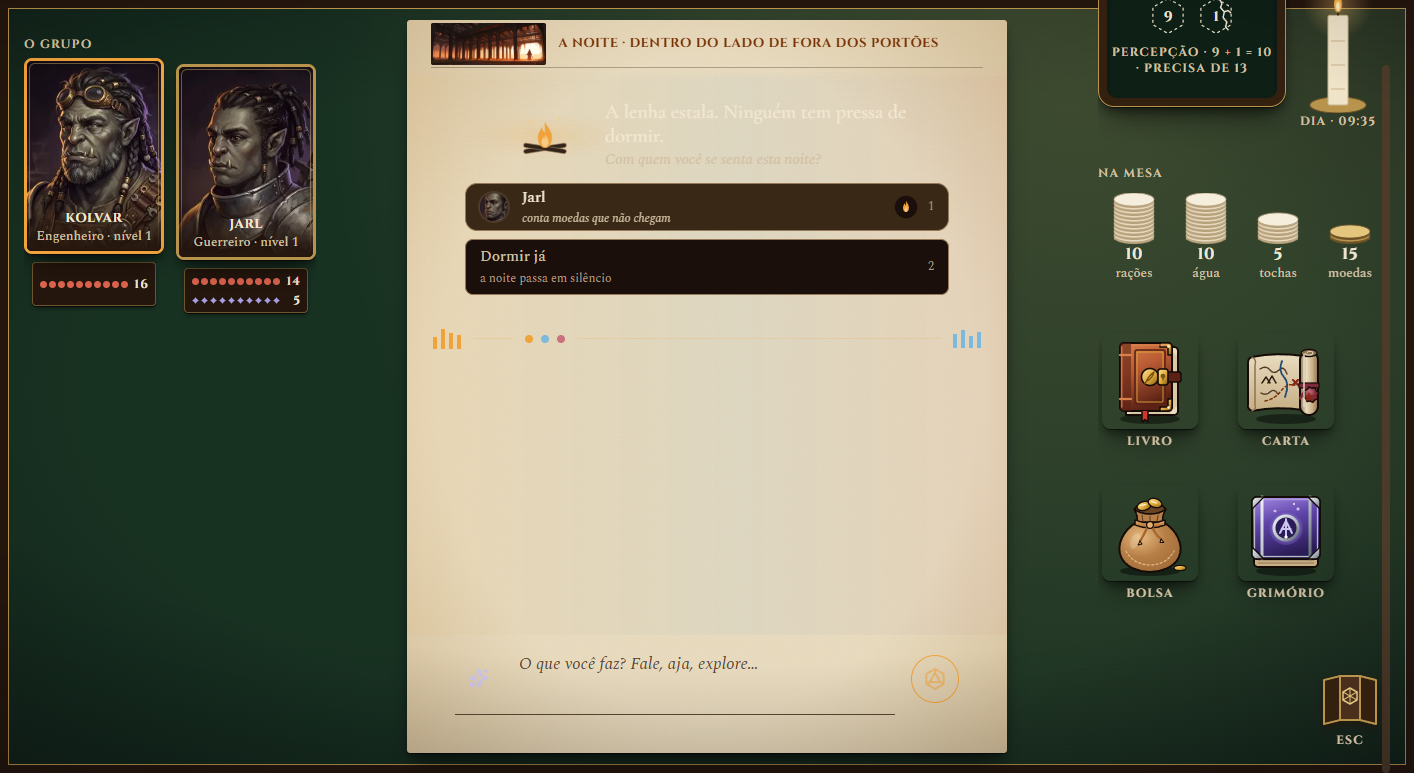 O GRUPO
KOLVAR
Engenheiro · nível 1
16
JARL
Guerreiro · nível 1
14
5
A NOITE · DENTRO DO LADO DE FORA DOS PORTÕES
A lenha estala. Ninguém tem pressa de
dormir.
Com quem você se senta esta noite?
Jarl
conta moedas que não chegam
1
Dormir já
a noite passa em silêncio
2
O que você faz? Fale, aja, explore...
9 1
PERCEPÇÃO · 9 + 1 = 10
· PRECISA DE 13
DIA · 09:35
NA MESA
10 10 5 15
rações água tochas moedas
LIVRO CARTA
BOLSA GRIMÓRIO
ESC